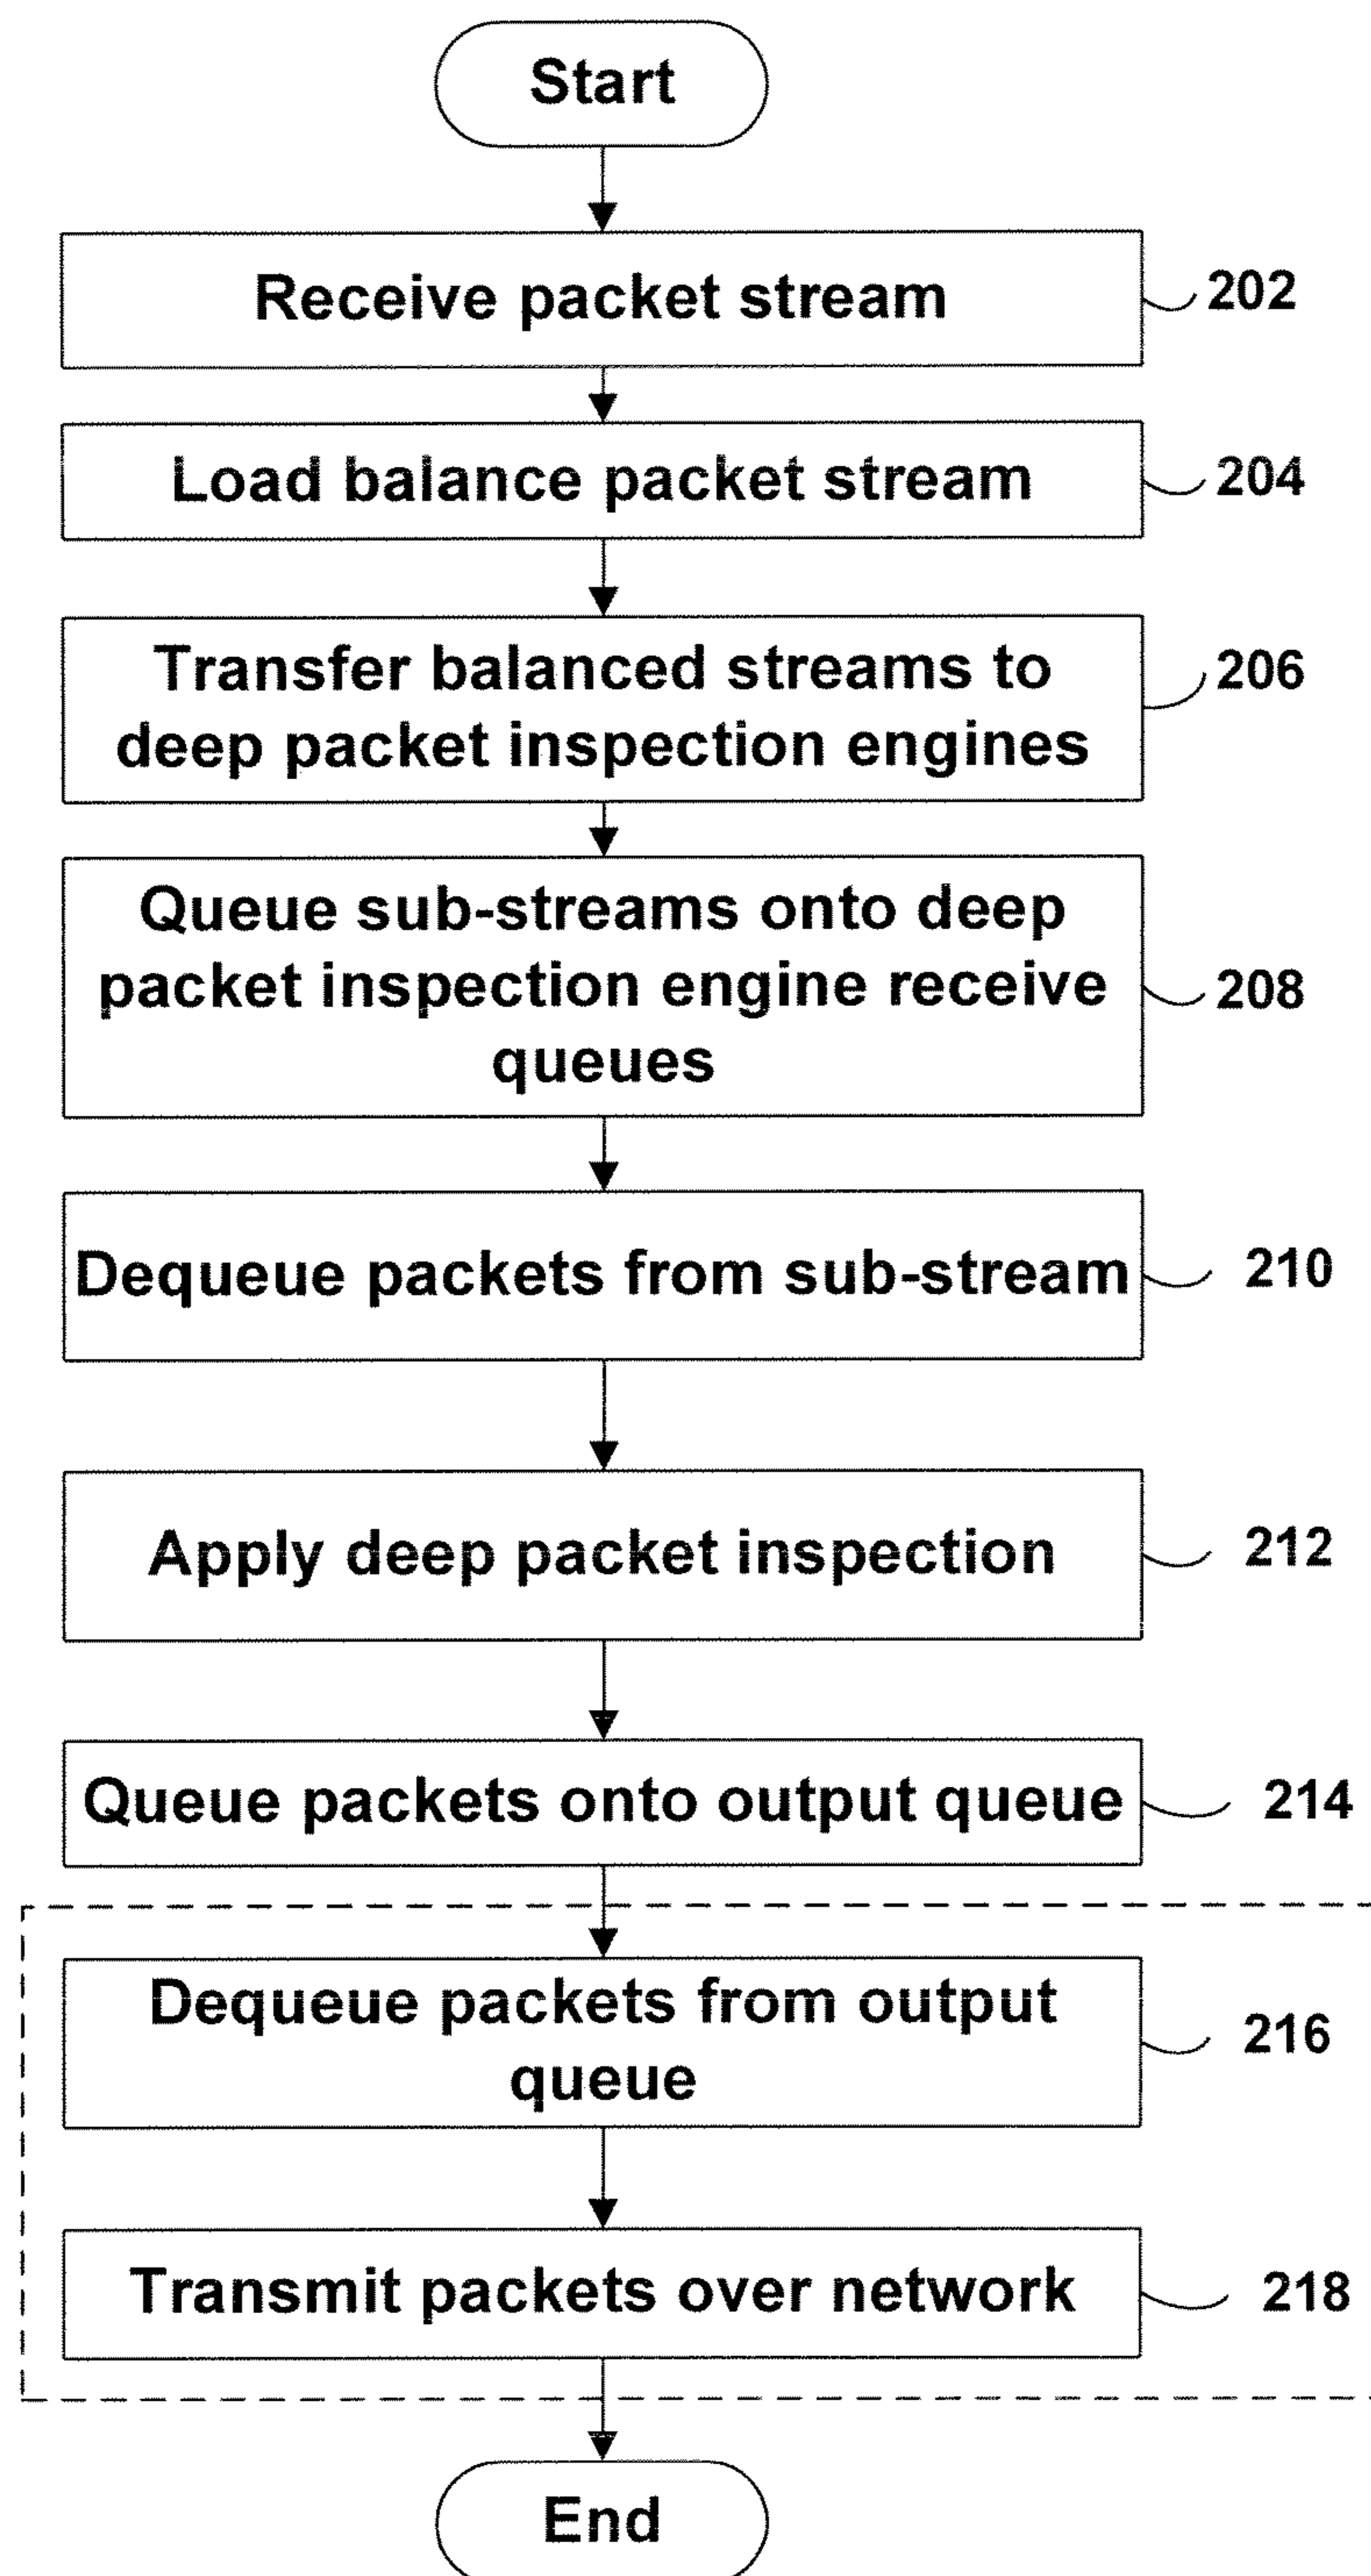 Start
Receive packet stream
202
Load balance packet stream
204
Transfer balanced streams to
deep packet inspection engines
206
Queue sub-streams onto deep
packet inspection engine receive
queues
208
Dequeue packets from sub-stream
210
Apply deep packet inspection
212
Queue packets onto output queue
214
Dequeue packets from output
queue
216
Transmit packets over network
218
End